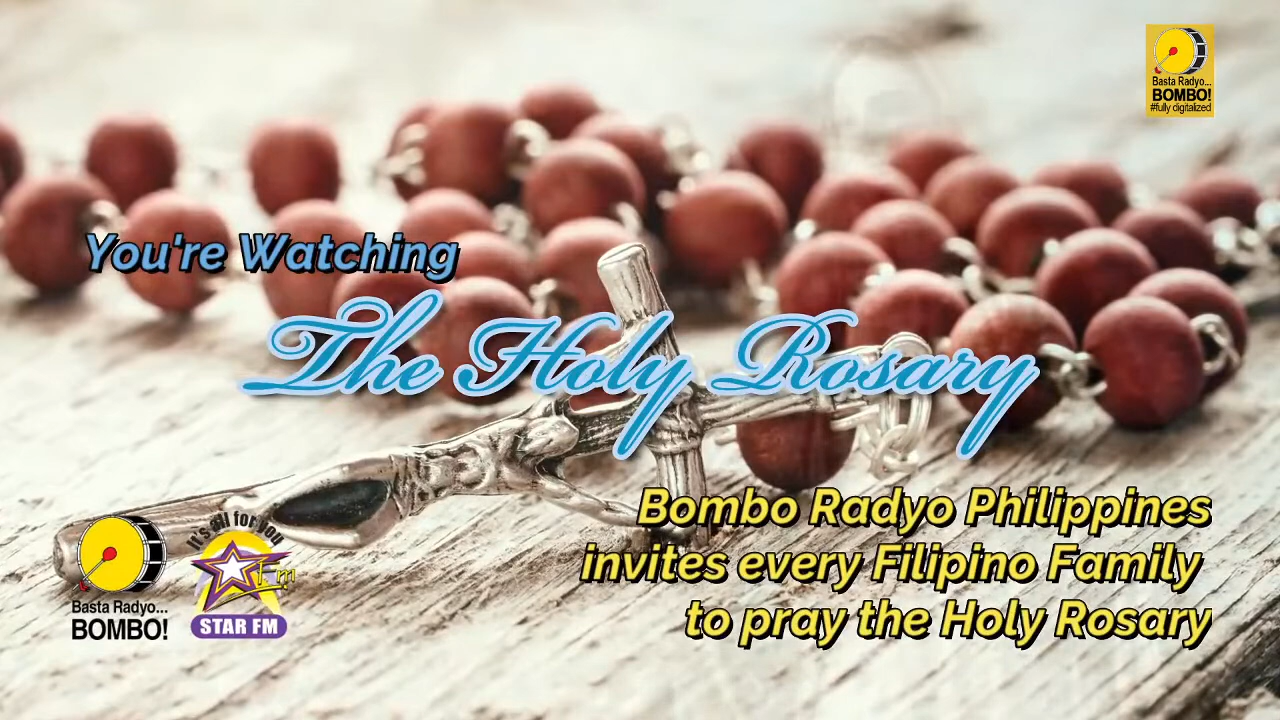 Basta Radyo...
BOMBO!
#fully digitalized
You're Watching
The Holy Rosary
Bombo Radyo Philippines
invites every Filipino Family
to pray the Holy Rosary
Basta Radyo...
BOMBO!
It's all for you
Fm
STAR FM